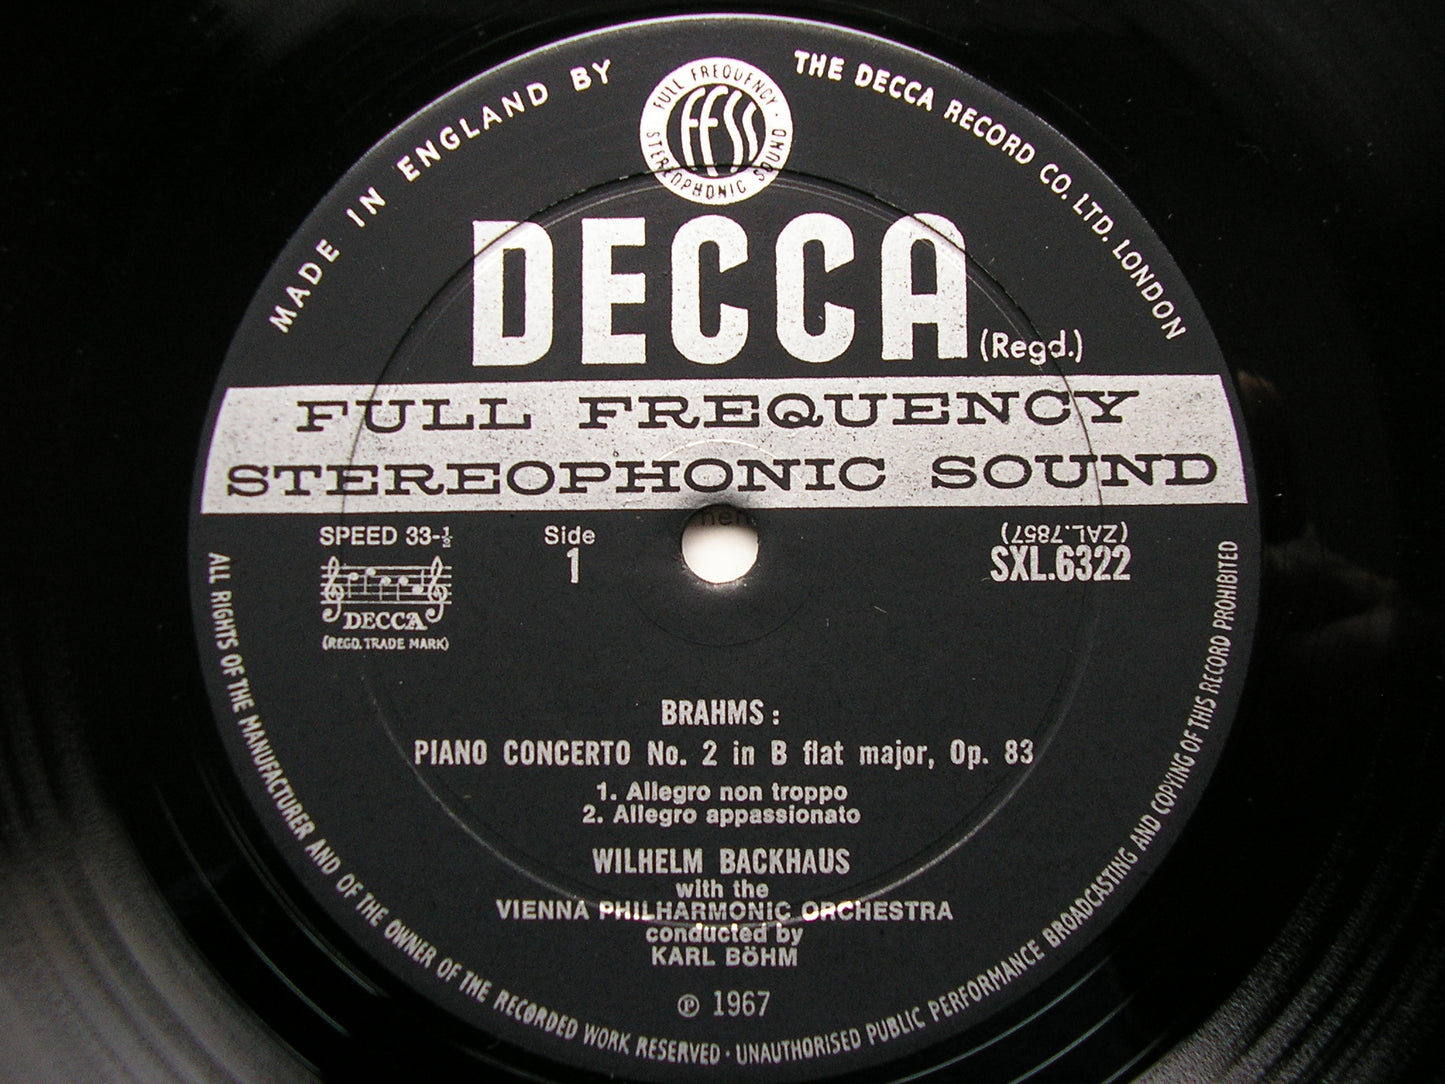 MADE IN ENGLAND BY
THE DECCA RECORD CO. LTD. LONDON
FULL FREQUENCY · STEREOPHONIC SOUND
FFSS
DECCA
(Regd.)
FULL FREQUENCY
STEREOPHONIC SOUND
SPEED 33-½
Side
1
(ZAL.7857)
SXL.6322
DECCA
(REGD. TRADE MARK)
BRAHMS :
PIANO CONCERTO No. 2 in B flat major, Op. 83
1. Allegro non troppo
2. Allegro appassionato
WILHELM BACKHAUS
with the
VIENNA PHILHARMONIC ORCHESTRA
conducted by
KARL BÖHM
℗ 1967
ALL RIGHTS OF THE MANUFACTURER AND OF THE OWNER OF THE RECORDED WORK RESERVED · UNAUTHORISED PUBLIC PERFORMANCE BROADCASTING AND COPYING OF THIS RECORD PROHIBITED